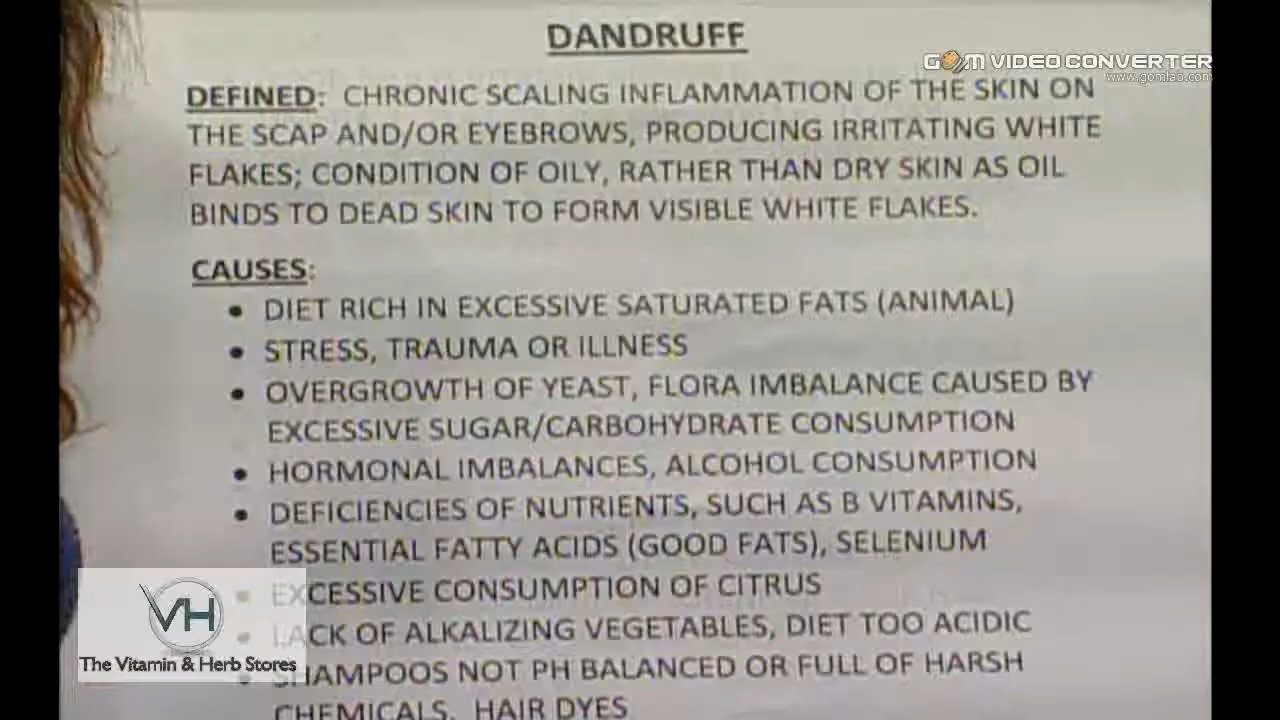 DANDRUFF
GOM VIDEO CONVERTER
www.gomlab.com
DEFINED: CHRONIC SCALING INFLAMMATION OF THE SKIN ON
THE SCAP AND/OR EYEBROWS, PRODUCING IRRITATING WHITE
FLAKES; CONDITION OF OILY, RATHER THAN DRY SKIN AS OIL
BINDS TO DEAD SKIN TO FORM VISIBLE WHITE FLAKES.
CAUSES:
• DIET RICH IN EXCESSIVE SATURATED FATS (ANIMAL)
• STRESS, TRAUMA OR ILLNESS
• OVERGROWTH OF YEAST, FLORA IMBALANCE CAUSED BY
EXCESSIVE SUGAR/CARBOHYDRATE CONSUMPTION
• HORMONAL IMBALANCES, ALCOHOL CONSUMPTION
• DEFICIENCIES OF NUTRIENTS, SUCH AS B VITAMINS,
ESSENTIAL FATTY ACIDS (GOOD FATS), SELENIUM
• EXCESSIVE CONSUMPTION OF CITRUS
• LACK OF ALKALIZING VEGETABLES, DIET TOO ACIDIC
• SHAMPOOS NOT PH BALANCED OR FULL OF HARSH
CHEMICALS, HAIR DYES
VH
The Vitamin & Herb Stores